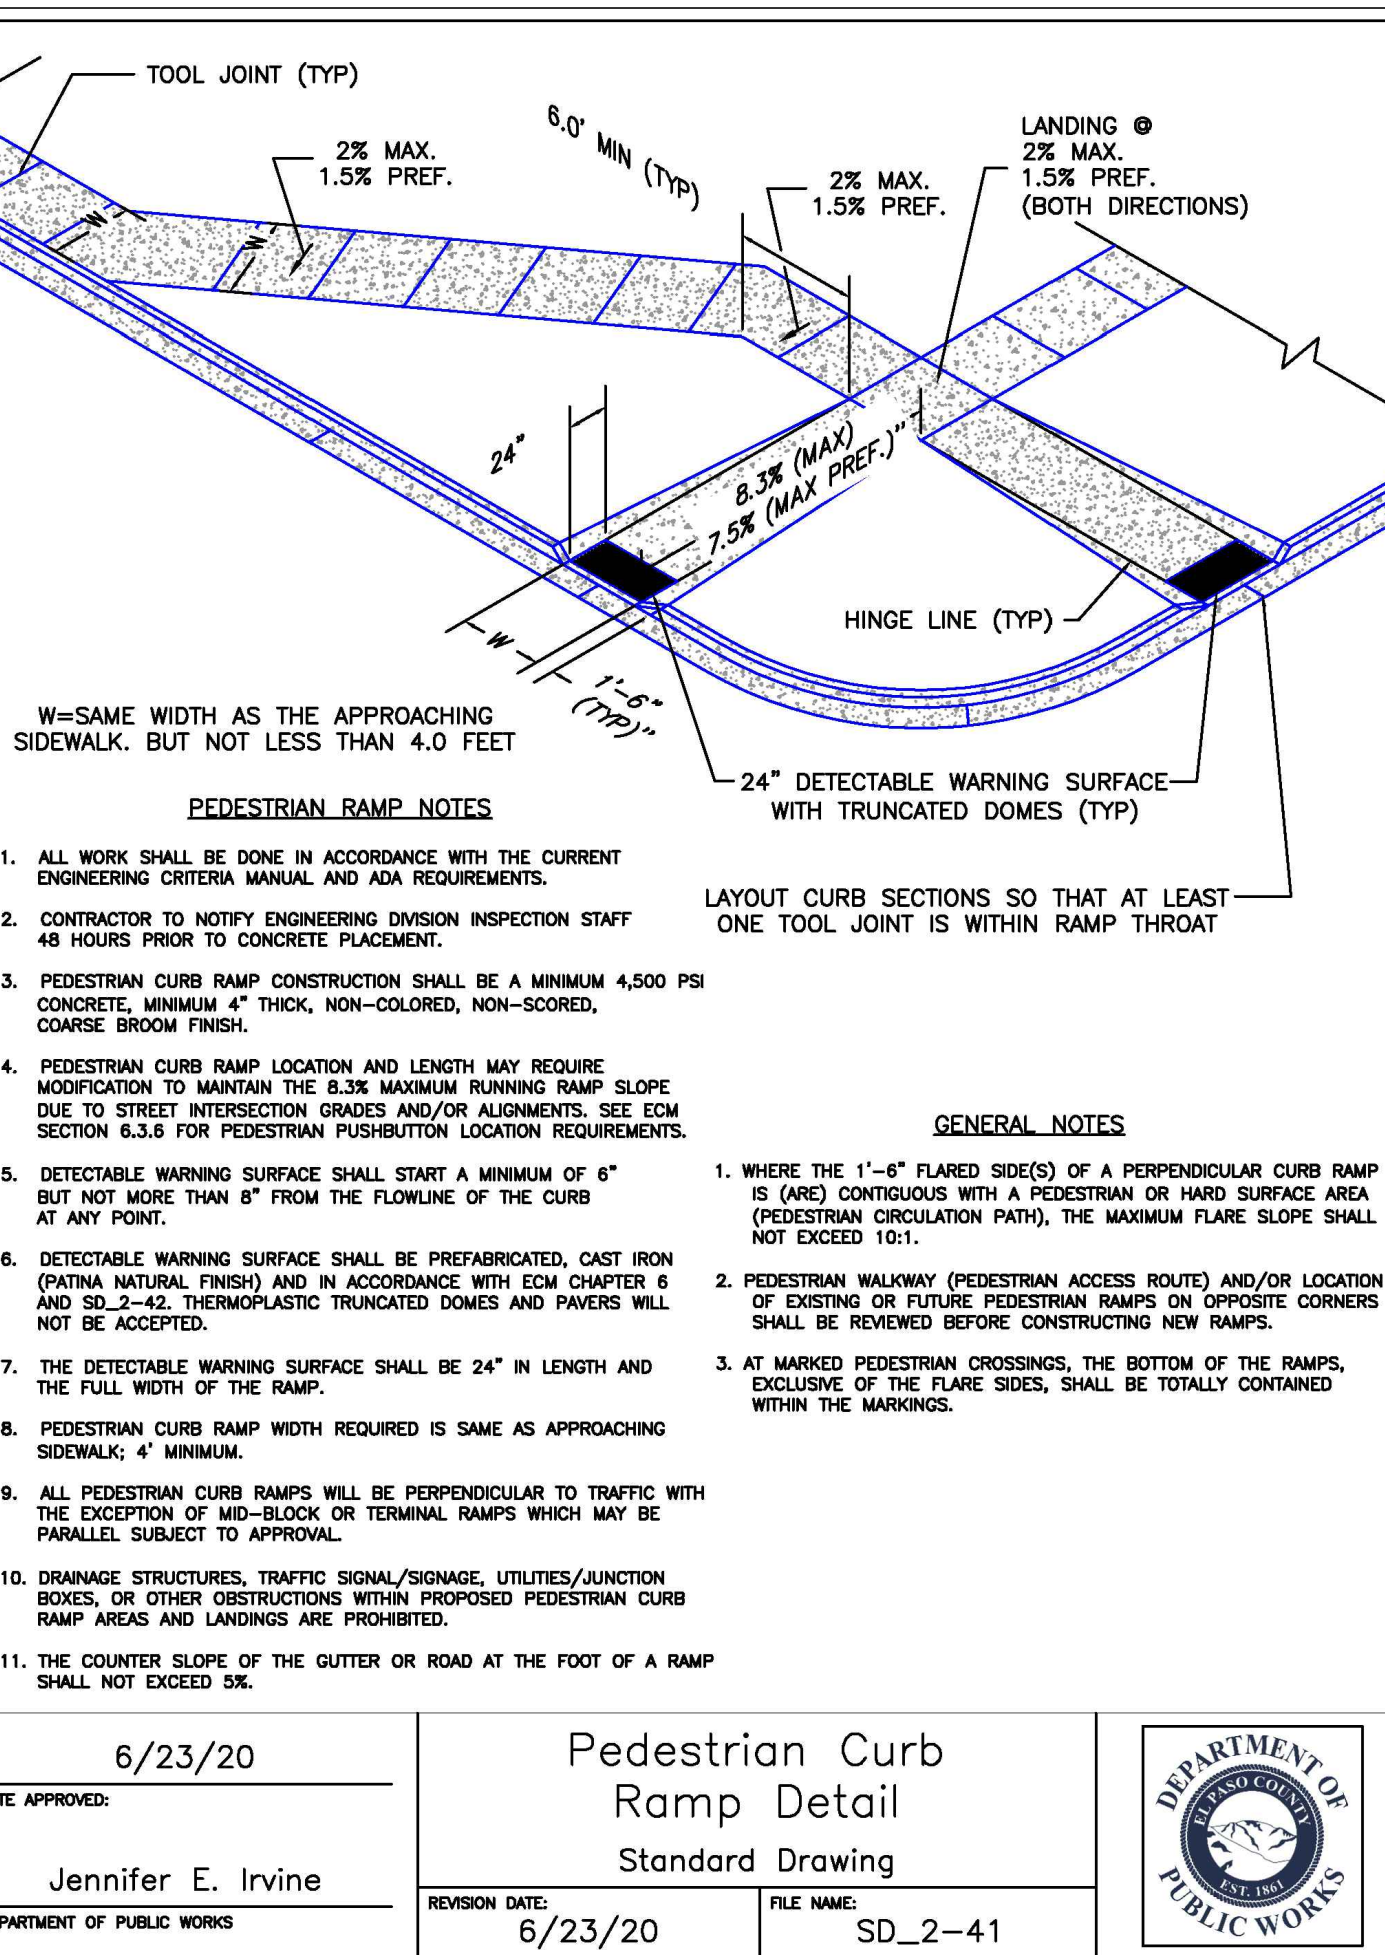 TOOL JOINT (TYP)
2% MAX.
1.5% PREF.
6.0' MIN (TYP)
2% MAX.
1.5% PREF.
LANDING @
2% MAX.
1.5% PREF.
(BOTH DIRECTIONS)
W
W
24"
8.3% (MAX)
7.5% (MAX PREF.)"
HINGE LINE (TYP)
W
1'-6"
(TYP)"
W=SAME WIDTH AS THE APPROACHING
SIDEWALK. BUT NOT LESS THAN 4.0 FEET
24" DETECTABLE WARNING SURFACE
WITH TRUNCATED DOMES (TYP)
LAYOUT CURB SECTIONS SO THAT AT LEAST
ONE TOOL JOINT IS WITHIN RAMP THROAT
PEDESTRIAN RAMP NOTES
1. ALL WORK SHALL BE DONE IN ACCORDANCE WITH THE CURRENT
ENGINEERING CRITERIA MANUAL AND ADA REQUIREMENTS.
2. CONTRACTOR TO NOTIFY ENGINEERING DIVISION INSPECTION STAFF
48 HOURS PRIOR TO CONCRETE PLACEMENT.
3. PEDESTRIAN CURB RAMP CONSTRUCTION SHALL BE A MINIMUM 4,500 PSI
CONCRETE, MINIMUM 4" THICK, NON-COLORED, NON-SCORED,
COARSE BROOM FINISH.
4. PEDESTRIAN CURB RAMP LOCATION AND LENGTH MAY REQUIRE
MODIFICATION TO MAINTAIN THE 8.3% MAXIMUM RUNNING RAMP SLOPE
DUE TO STREET INTERSECTION GRADES AND/OR ALIGNMENTS. SEE ECM
SECTION 6.3.6 FOR PEDESTRIAN PUSHBUTTON LOCATION REQUIREMENTS.
5. DETECTABLE WARNING SURFACE SHALL START A MINIMUM OF 6"
BUT NOT MORE THAN 8" FROM THE FLOWLINE OF THE CURB
AT ANY POINT.
6. DETECTABLE WARNING SURFACE SHALL BE PREFABRICATED, CAST IRON
(PATINA NATURAL FINISH) AND IN ACCORDANCE WITH ECM CHAPTER 6
AND SD_2-42. THERMOPLASTIC TRUNCATED DOMES AND PAVERS WILL
NOT BE ACCEPTED.
7. THE DETECTABLE WARNING SURFACE SHALL BE 24" IN LENGTH AND
THE FULL WIDTH OF THE RAMP.
8. PEDESTRIAN CURB RAMP WIDTH REQUIRED IS SAME AS APPROACHING
SIDEWALK; 4' MINIMUM.
9. ALL PEDESTRIAN CURB RAMPS WILL BE PERPENDICULAR TO TRAFFIC WITH
THE EXCEPTION OF MID-BLOCK OR TERMINAL RAMPS WHICH MAY BE
PARALLEL SUBJECT TO APPROVAL.
10. DRAINAGE STRUCTURES, TRAFFIC SIGNAL/SIGNAGE, UTILITIES/JUNCTION
BOXES, OR OTHER OBSTRUCTIONS WITHIN PROPOSED PEDESTRIAN CURB
RAMP AREAS AND LANDINGS ARE PROHIBITED.
11. THE COUNTER SLOPE OF THE GUTTER OR ROAD AT THE FOOT OF A RAMP
SHALL NOT EXCEED 5%.
GENERAL NOTES
1. WHERE THE 1'-6" FLARED SIDE(S) OF A PERPENDICULAR CURB RAMP
IS (ARE) CONTIGUOUS WITH A PEDESTRIAN OR HARD SURFACE AREA
(PEDESTRIAN CIRCULATION PATH), THE MAXIMUM FLARE SLOPE SHALL
NOT EXCEED 10:1.
2. PEDESTRIAN WALKWAY (PEDESTRIAN ACCESS ROUTE) AND/OR LOCATION
OF EXISTING OR FUTURE PEDESTRIAN RAMPS ON OPPOSITE CORNERS
SHALL BE REVIEWED BEFORE CONSTRUCTING NEW RAMPS.
3. AT MARKED PEDESTRIAN CROSSINGS, THE BOTTOM OF THE RAMPS,
EXCLUSIVE OF THE FLARE SIDES, SHALL BE TOTALLY CONTAINED
WITHIN THE MARKINGS.
6/23/20
TE APPROVED:
Jennifer E. Irvine
PARTMENT OF PUBLIC WORKS
Pedestrian Curb
Ramp Detail
Standard Drawing
REVISION DATE:
6/23/20
FILE NAME:
SD_2-41
DEPARTMENT OF
EL PASO COUNTY
EST. 1861
PUBLIC WORKS